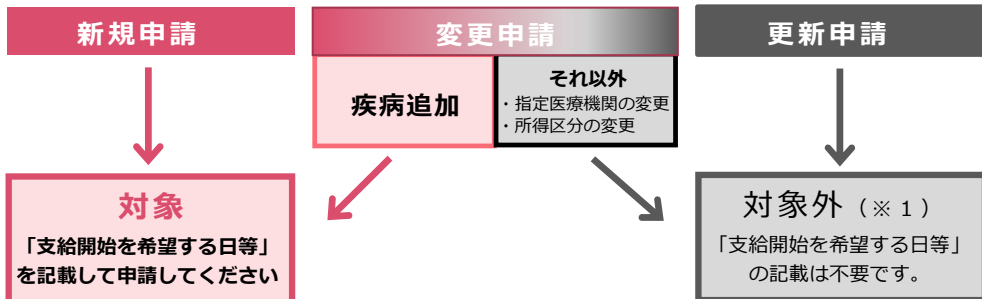 新規申請
変更申請
更新申請
疾病追加
それ以外
・指定医療機関の変更
・所得区分の変更
対象
「支給開始を希望する日等」
を記載して申請してください
対象外（※１）
「支給開始を希望する日等」
の記載は不要です。